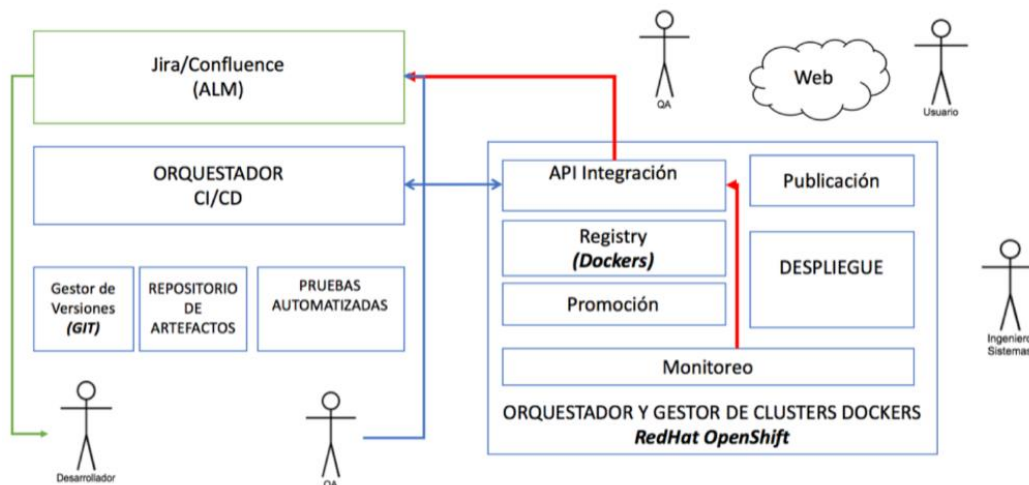 Jira/Confluence
(ALM)
QA
Web
Usuario
ORQUESTADOR
CI/CD
API Integración
Publicación
Registry
(Dockers)
DESPLIEGUE
Promoción
Gestor de
Versiones
(GIT)
REPOSITORIO
DE
ARTEFACTOS
PRUEBAS
AUTOMATIZADAS
Monitoreo
Ingeniero
Sistemas
ORQUESTADOR Y GESTOR DE CLUSTERS DOCKERS
RedHat OpenShift
Desarrollador
QA